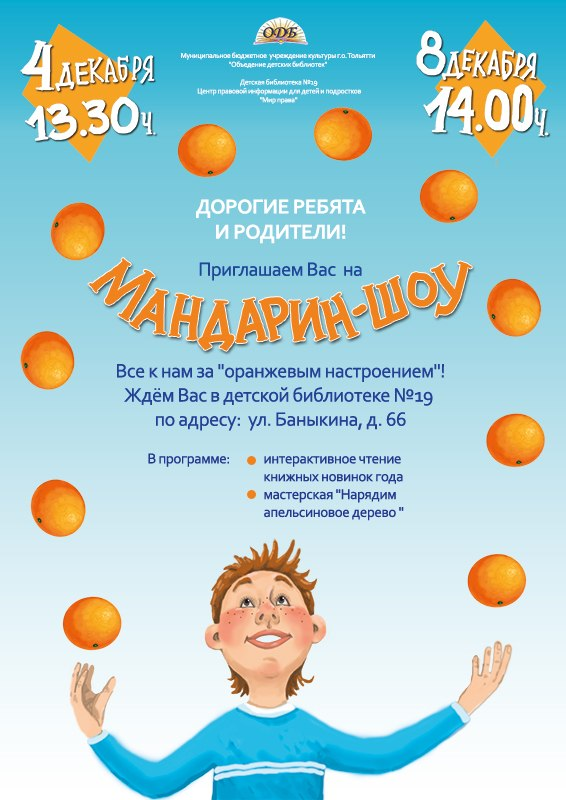 4 ДЕКАБРЯ
13.30 Ч.
ОДБ
Муниципальное бюджетное учреждение культуры г.о. Тольятти
"Объедение детских библиотек"
Детская библиотека №19
Центр правовой информации для детей и подростков
"Мир права"
8 ДЕКАБРЯ
14.00 Ч.
ДОРОГИЕ РЕБЯТА
И РОДИТЕЛИ!
Приглашаем Вас на
МАНДАРИН-ШОУ
Все к нам за "оранжевым настроением"!
Ждём Вас в детской библиотеке №19
по адресу: ул. Баныкина, д. 66
В программе:
интерактивное чтение
книжных новинок года
мастерская "Нарядим
апельсиновое дерево "